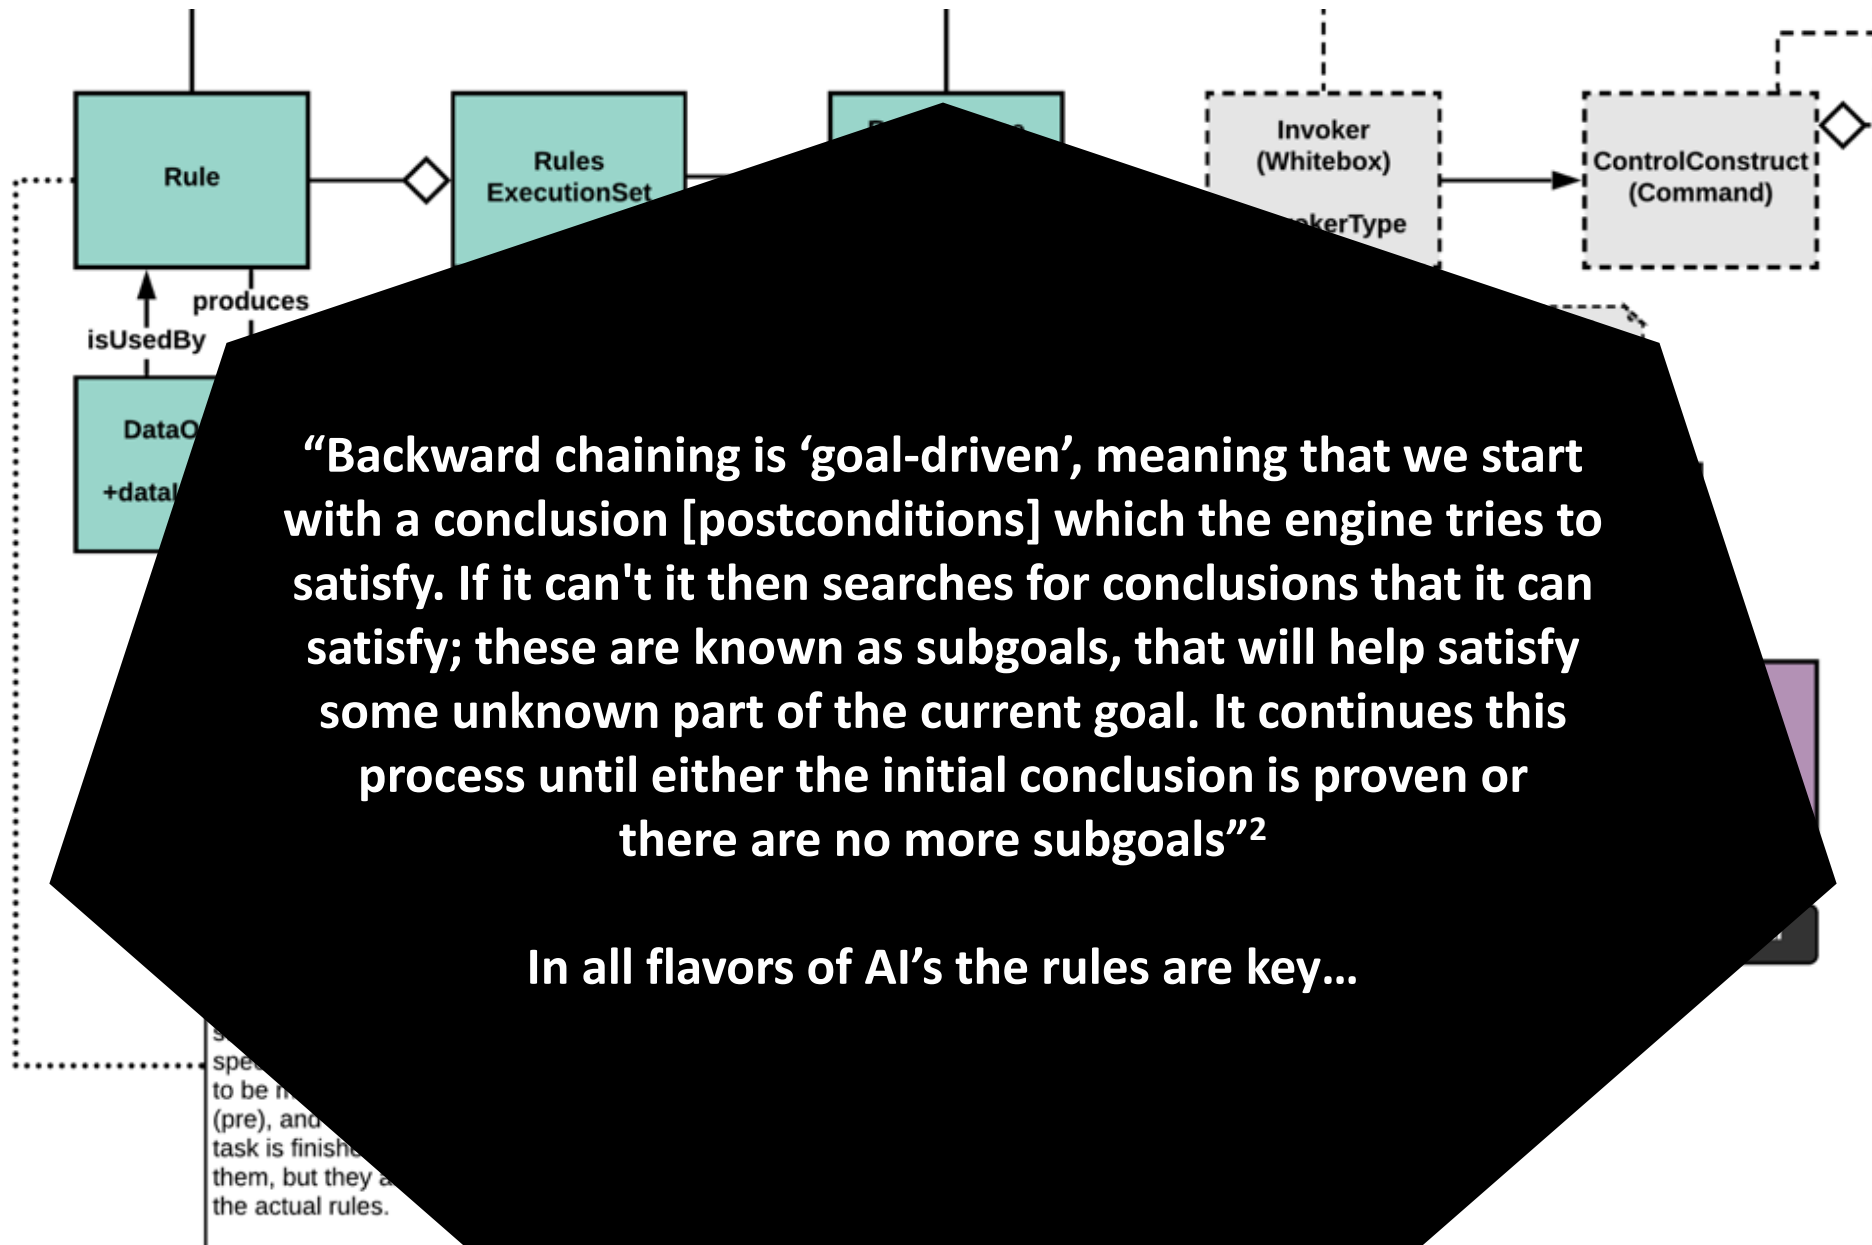 Rule
Rules
ExecutionSet
Invoker
(Whitebox)
ControlConstruct
(Command)
produces
isUsedBy
“Backward chaining is ‘goal-driven’, meaning that we start
with a conclusion [postconditions] which the engine tries to
satisfy. If it can't it then searches for conclusions that it can
satisfy; these are known as subgoals, that will help satisfy
some unknown part of the current goal. It continues this
process until either the initial conclusion is proven or
there are no more subgoals”²
In all flavors of AI’s the rules are key…
to be
(pre), and
task is
them, but they
the actual rules.